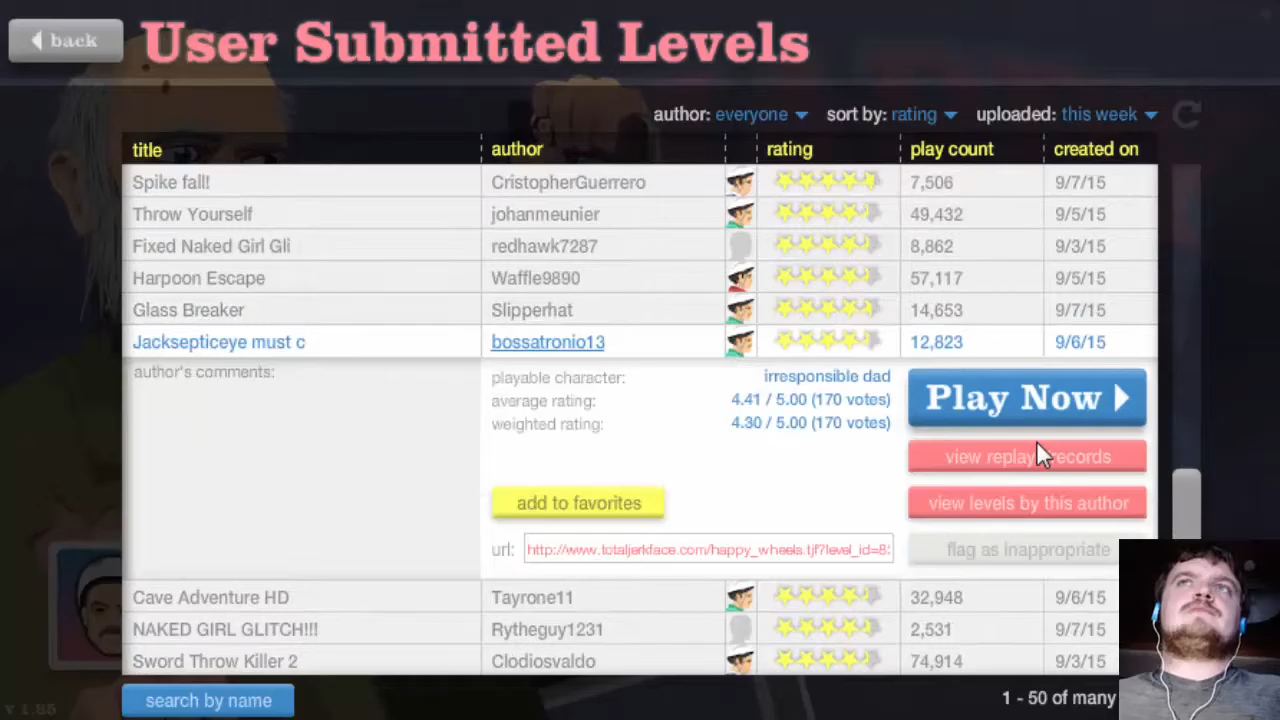 back
User Submitted Levels
author: everyone sort by: rating uploaded: this week
title author rating play count created on
Spike fall! CristopherGuerrero 7,506 9/7/15
Throw Yourself johanmeunier 49,432 9/5/15
Fixed Naked Girl Gli redhawk7287 8,862 9/3/15
Harpoon Escape Waffle9890 57,117 9/5/15
Glass Breaker Slipperhat 14,653 9/7/15
Jacksepticeye must c bossatronio13 12,823 9/6/15
author's comments:
playable character: irresponsible dad
average rating: 4.41 / 5.00 (170 votes)
weighted rating: 4.30 / 5.00 (170 votes)
Play Now
view replay records
add to favorites
view levels by this author
url: http://www.totaljerkface.com/happy_wheels.tjf?level_id=8
flag as inappropriate
Cave Adventure HD Tayrone11 32,948 9/6/15
NAKED GIRL GLITCH!!! Rytheguy1231 2,531 9/7/15
Sword Throw Killer 2 Clodiosvaldo 74,914 9/3/15
search by name
1 - 50 of many
v 1.85